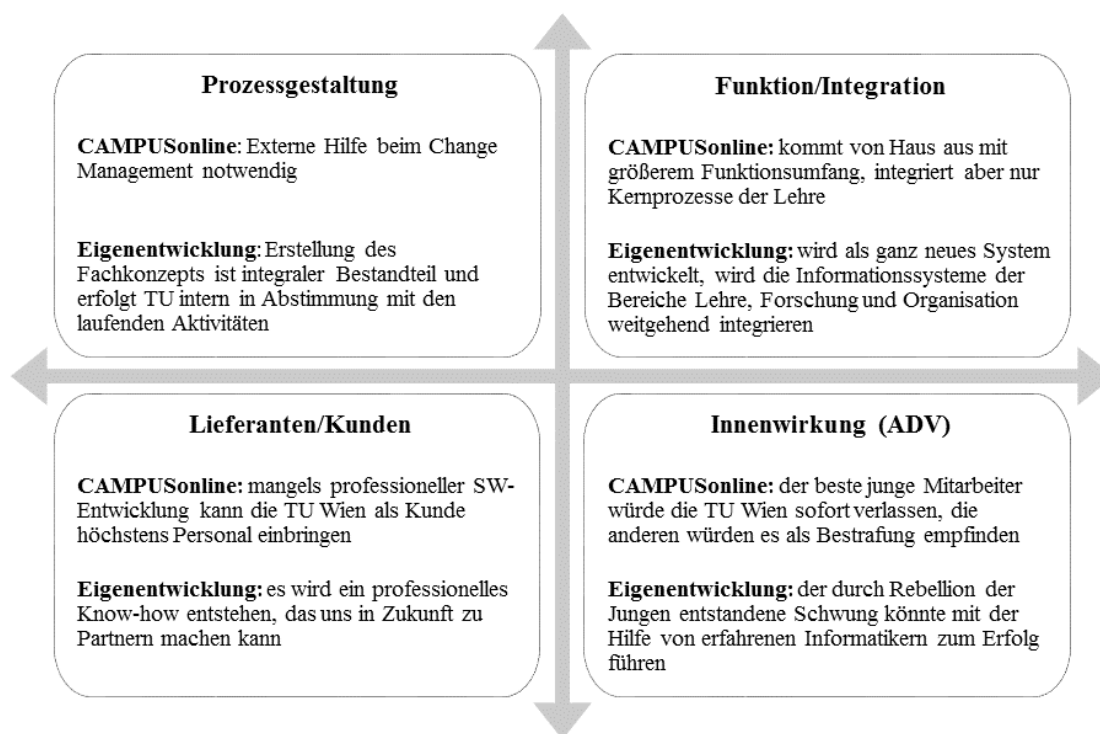 Prozessgestaltung
CAMPUSonline: Externe Hilfe beim Change
Management notwendig
Eigenentwicklung: Erstellung des
Fachkonzepts ist integraler Bestandteil und
erfolgt TU intern in Abstimmung mit den
laufenden Aktivitäten
Funktion/Integration
CAMPUSonline: kommt von Haus aus mit
größerem Funktionsumfang, integriert aber nur
Kernprozesse der Lehre
Eigenentwicklung: wird als ganz neues System
entwickelt, wird die Informationssysteme der
Bereiche Lehre, Forschung und Organisation
weitgehend integrieren
Lieferanten/Kunden
CAMPUSonline: mangels professioneller SW-
Entwicklung kann die TU Wien als Kunde
höchstens Personal einbringen
Eigenentwicklung: es wird ein professionelles
Know-how entstehen, das uns in Zukunft zu
Partnern machen kann
Innenwirkung (ADV)
CAMPUSonline: der beste junge Mitarbeiter
würde die TU Wien sofort verlassen, die
anderen würden es als Bestrafung empfinden
Eigenentwicklung: der durch Rebellion der
Jungen entstandene Schwung könnte mit der
Hilfe von erfahrenen Informatikern zum Erfolg
führen